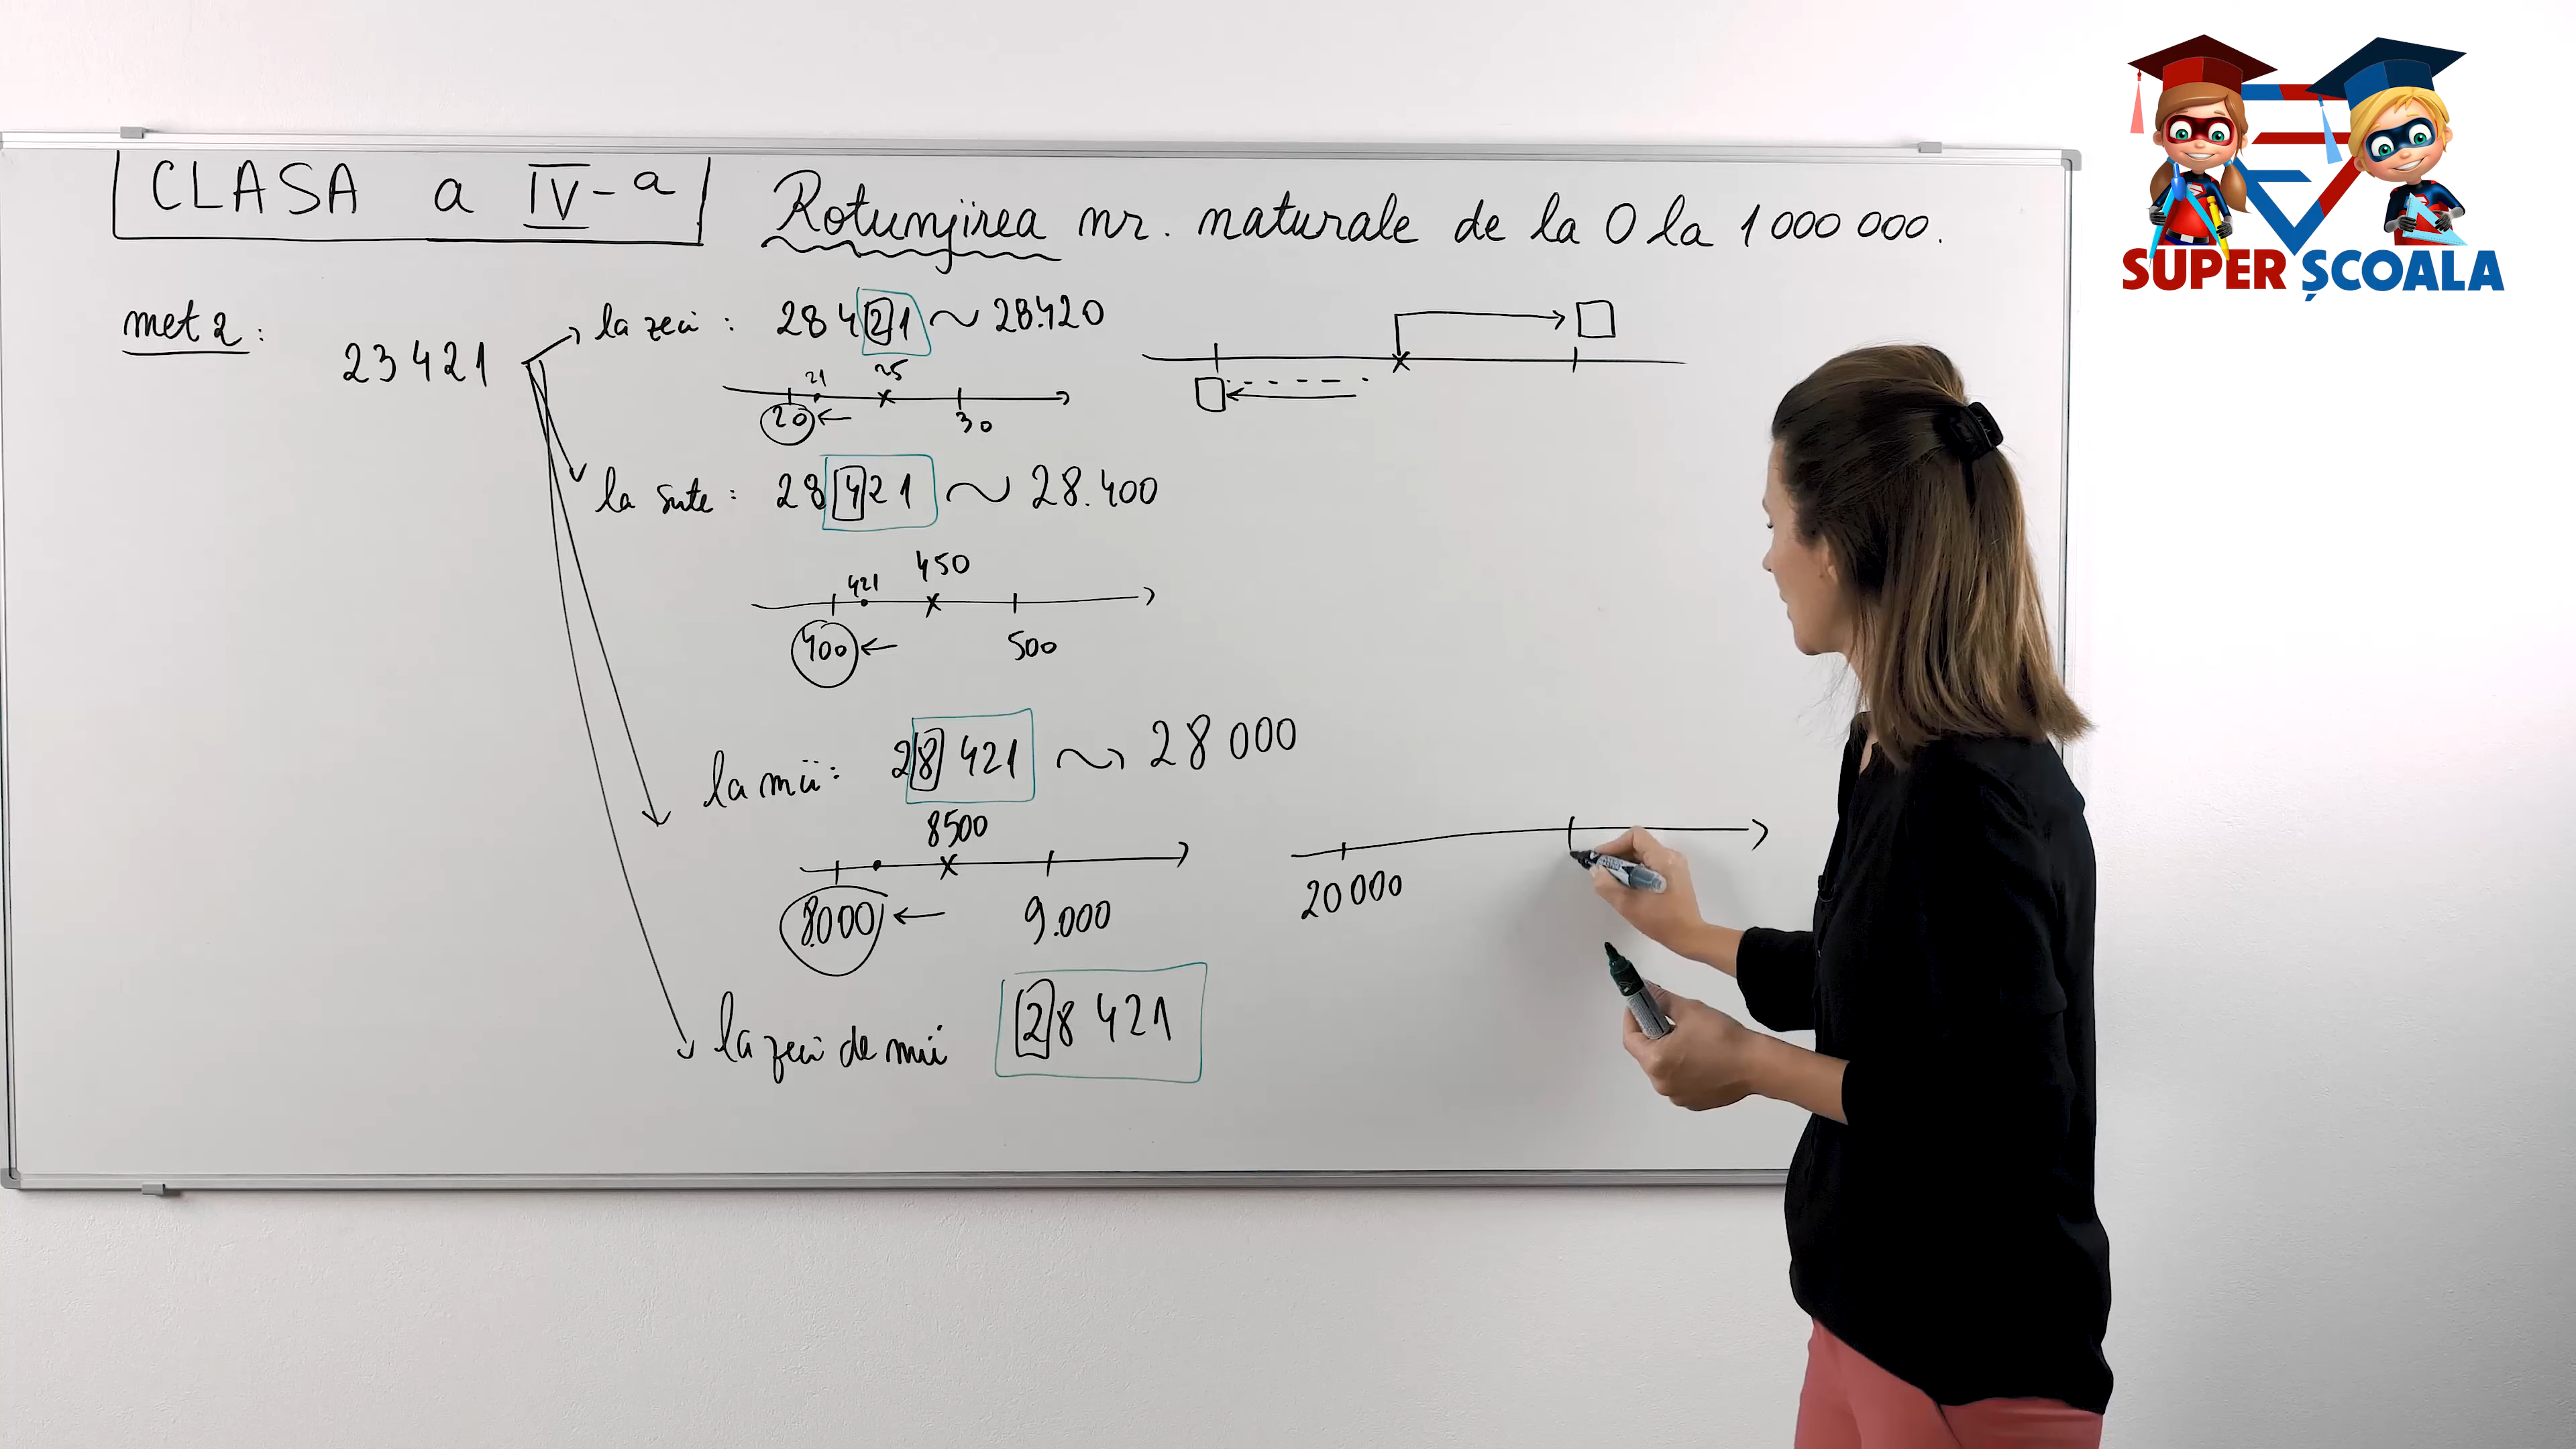 CLASA a IV-a
Rotunjirea nr. naturale de la 0 la 1 000 000.
SUPER ȘCOALA
met 2:
23 421
la zeci: 28 421 ~ 28.420
21 25
20 ← 30
la sute: 28 421 ~ 28.400
421 450
400 ← 500
la mii: 28 421 ~ 28 000
8500
8.000 ← 9.000
20 000
la zeci de mii 28 421